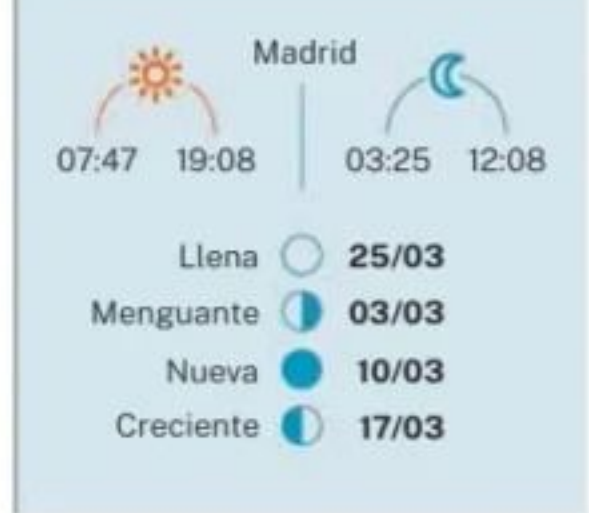 Madrid
07:47 19:08 03:25 12:08
Llena 25/03
Menguante 03/03
Nueva 10/03
Creciente 17/03